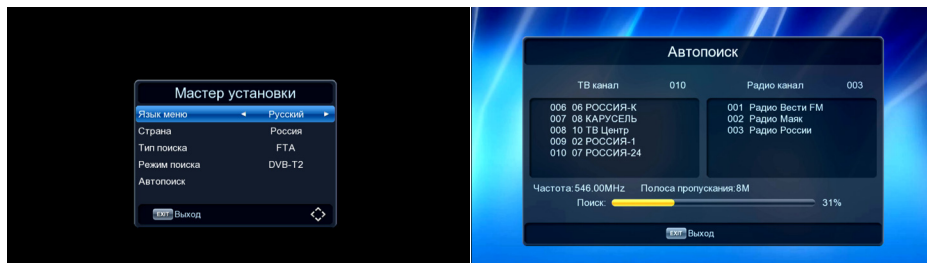 Мастер установки
Язык меню Русский
Страна Россия
Тип поиска FTA
Режим поиска DVB-T2
Автопоиск
EXIT Выход
Автопоиск
ТВ канал 010 Радио канал 003
006 06 РОССИЯ-К
007 08 КАРУСЕЛЬ
008 10 ТВ Центр
009 02 РОССИЯ-1
010 07 РОССИЯ-24
001 Радио Вести FM
002 Радио Маяк
003 Радио России
Частота:546.00MHz Полоса пропускания:8M
Поиск: 31%
EXIT Выход